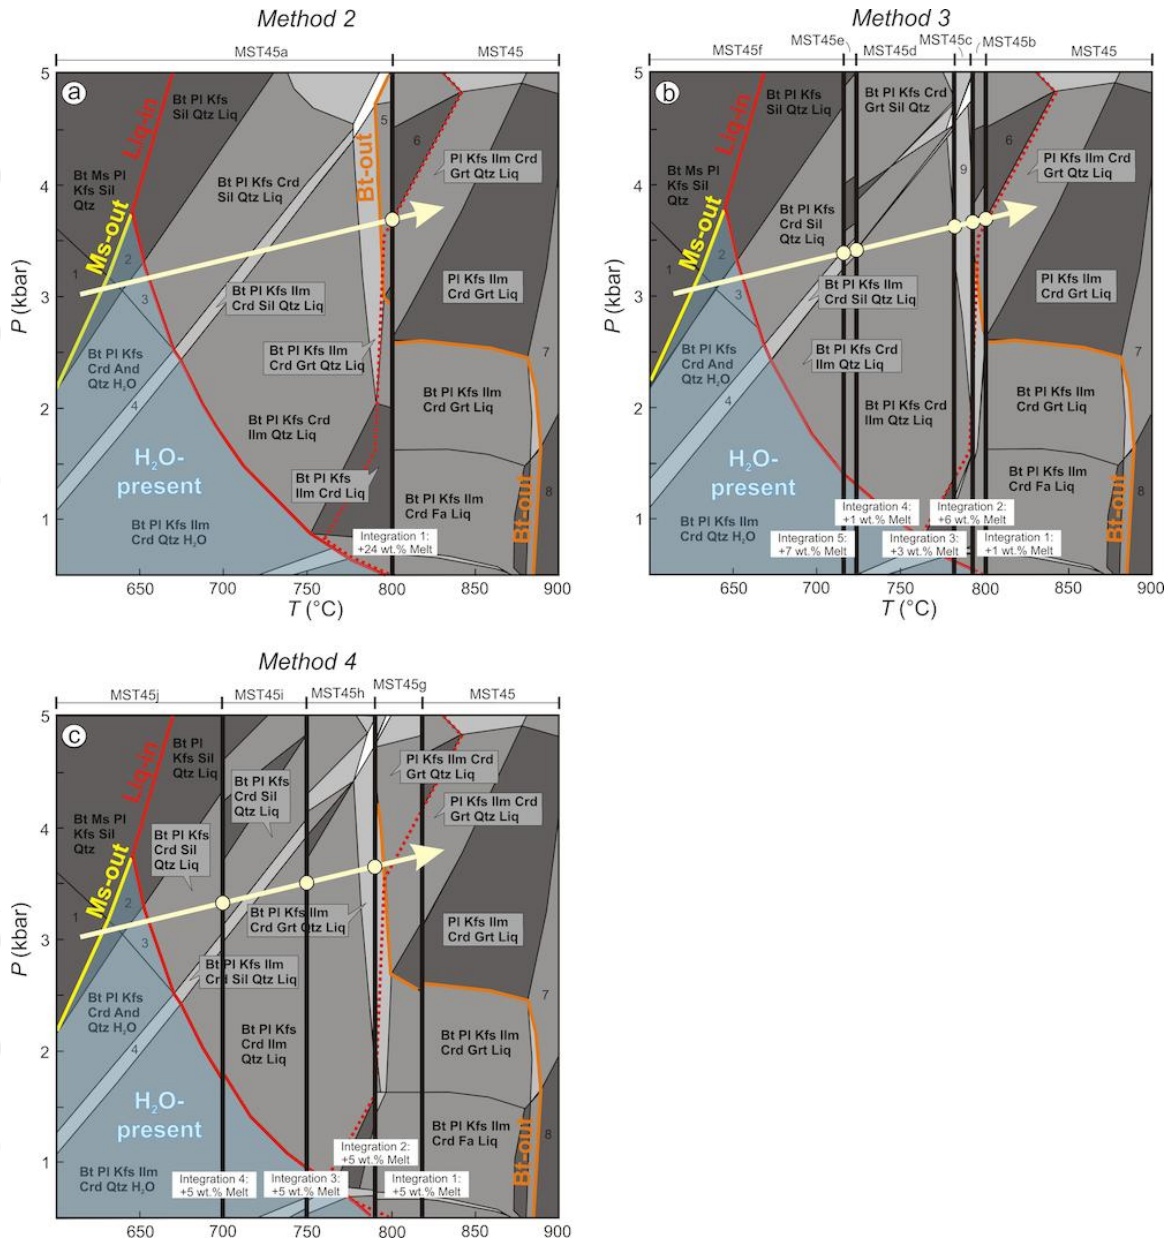 Method 2
MST45a
MST45
5
4
3
2
1
P (kbar)
a
Bt Pl Kfs
Sil Qtz Liq
Liq-in
Bt Ms Pl
Kfs Sil
Qtz
Ms-out
Bt Pl Kfs Crd
Sil Qtz Liq
Bt-out
5
6
Pl Kfs Ilm Crd
Grt Qtz Liq
1
2
3
Bt Pl Kfs Ilm
Crd Sil Qtz Liq
Pl Kfs Ilm
Crd Grt Liq
Bt Pl Kfs
Crd And
Qtz H₂O
4
Bt Pl Kfs Ilm
Crd Grt Qtz Liq
7
Bt Pl Kfs Ilm
Crd Grt Liq
Bt Pl Kfs Crd
Ilm Qtz Liq
H₂O-
present
Bt Pl Kfs
Ilm Crd Liq
Bt Pl Kfs Ilm
Crd Fa Liq
8
Bt-out
Bt Pl Kfs Ilm
Crd Qtz H₂O
Integration 1:
+24 wt.% Melt
650
700
750
800
850
900
T (°C)
Method 3
MST45f
MST45e
MST45d
MST45c
MST45b
MST45
5
4
3
2
1
P (kbar)
b
Bt Pl Kfs
Sil Qtz Liq
Bt Pl Kfs Crd
Grt Sil Qtz
Liq-in
Bt Ms Pl
Kfs Sil
Qtz
Ms-out
6
9
Pl Kfs Ilm Crd
Grt Qtz Liq
Bt Pl Kfs
Crd Sil
Qtz Liq
1
2
3
Bt Pl Kfs Ilm
Crd Sil Qtz Liq
Pl Kfs Ilm
Crd Grt Liq
Bt Pl Kfs
Crd And
Qtz H₂O
4
Bt Pl Kfs Crd
Ilm Qtz Liq
7
Bt Pl Kfs Crd
Ilm Qtz Liq
Bt Pl Kfs Ilm
Crd Grt Liq
H₂O-
present
Bt Pl Kfs Ilm
Crd Fa Liq
8
Bt-out
Bt Pl Kfs Ilm
Crd Qtz H₂O
Integration 4:
+1 wt.% Melt
Integration 2:
+6 wt.% Melt
Integration 5:
+7 wt.% Melt
Integration 3:
+3 wt.% Melt
Integration 1:
+1 wt.% Melt
650
700
750
800
850
900
T (°C)
Method 4
MST45j
MST45i
MST45h
MST45g
MST45
5
4
3
2
1
P (kbar)
c
Bt Pl
Kfs Sil
Qtz Liq
Liq-in
Pl Kfs Ilm Crd
Grt Qtz Liq
Bt Pl Kfs
Crd Sil
Qtz Liq
Pl Kfs Ilm Crd
Grt Qtz Liq
Bt Ms Pl
Kfs Sil
Qtz
Bt Pl Kfs
Crd Sil
Qtz Liq
Ms-out
1
2
3
Bt Pl Kfs Ilm
Crd Grt Qtz Liq
Pl Kfs Ilm
Crd Grt Liq
Bt Pl Kfs Ilm
Crd Sil Qtz Liq
Bt Pl Kfs
Crd And
Qtz H₂O
4
7
Bt Pl Kfs
Crd Ilm
Qtz Liq
Bt Pl Kfs Ilm
Crd Grt Liq
H₂O-
present
Bt Pl Kfs Ilm
Crd Fa Liq
8
Bt-out
Bt Pl Kfs Ilm
Crd Qtz H₂O
Integration 2:
+5 wt.% Melt
Integration 4:
+5 wt.% Melt
Integration 3:
+5 wt.% Melt
Integration 1:
+5 wt.% Melt
650
700
750
800
850
900